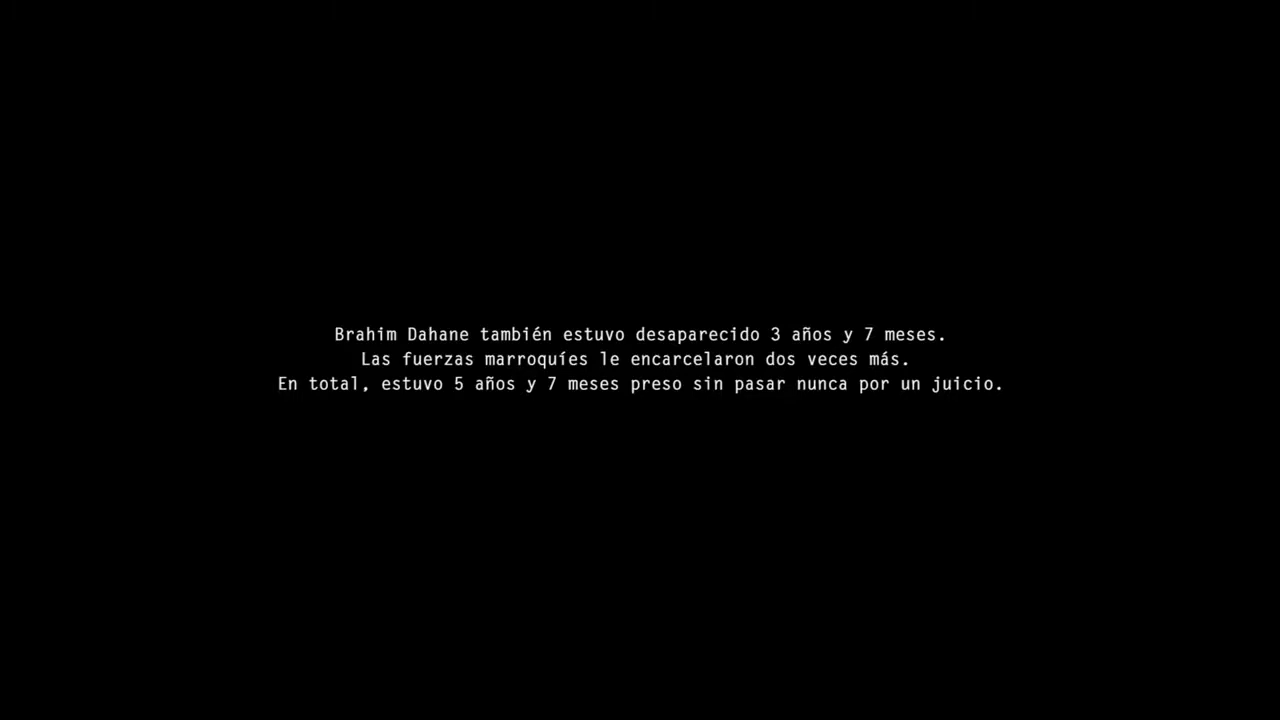 Brahim Dahane también estuvo desaparecido 3 años y 7 meses.
Las fuerzas marroquíes le encarcelaron dos veces más.
En total, estuvo 5 años y 7 meses preso sin pasar nunca por un juicio.